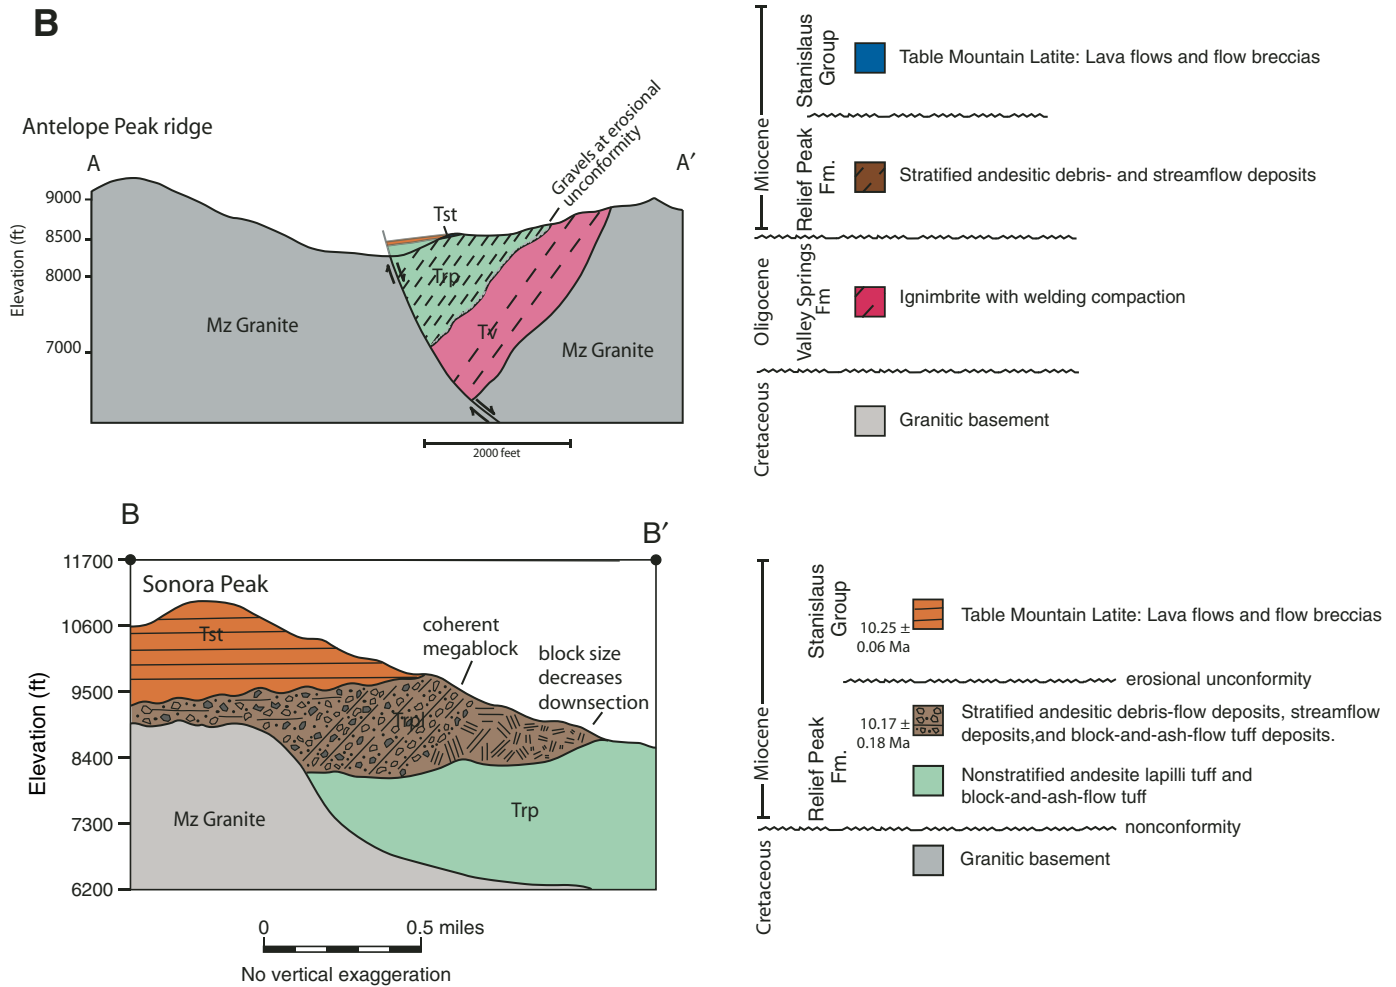 B
Antelope Peak ridge
A
A′
Elevation (ft)
9000
8500
8000
7000
Gravels at erosional
unconformity
Tst
Trp
Tv
Mz Granite
Mz Granite
2000 feet
Miocene
Stanislaus
Group
Table Mountain Latite: Lava flows and flow breccias
Relief Peak
Fm.
Stratified andesitic debris- and streamflow deposits
Oligocene
Valley Springs
Fm
Ignimbrite with welding compaction
Cretaceous
Granitic basement
B
B′
Elevation (ft)
11700
10600
9500
8400
7300
6200
Sonora Peak
Tst
coherent
megablock
block size
decreases
downsection
Trpl
Trp
Mz Granite
0
0.5 miles
No vertical exaggeration
Miocene
Stanislaus
Group
10.25 ±
0.06 Ma
Table Mountain Latite: Lava flows and flow breccias
erosional unconformity
Relief Peak
Fm.
10.17 ±
0.18 Ma
Stratified andesitic debris-flow deposits, streamflow
deposits,and block-and-ash-flow tuff deposits.
Nonstratified andesite lapilli tuff and
block-and-ash-flow tuff
nonconformity
Cretaceous
Granitic basement